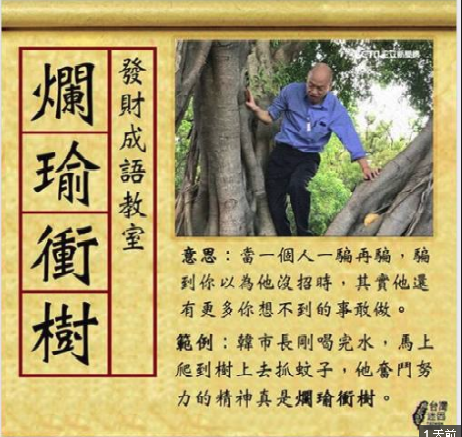 發財成語教室
爛瑜衝樹
意思：當一個人一騙再騙，騙
到你以為他沒招時，其實他還
有更多你想不到的事敢做。
範例：韓市長剛喝完水，馬上
爬到樹上去抓蚊子，他奮鬥努
力的精神真是爛瑜衝樹。
台灣
迷因
1 天前